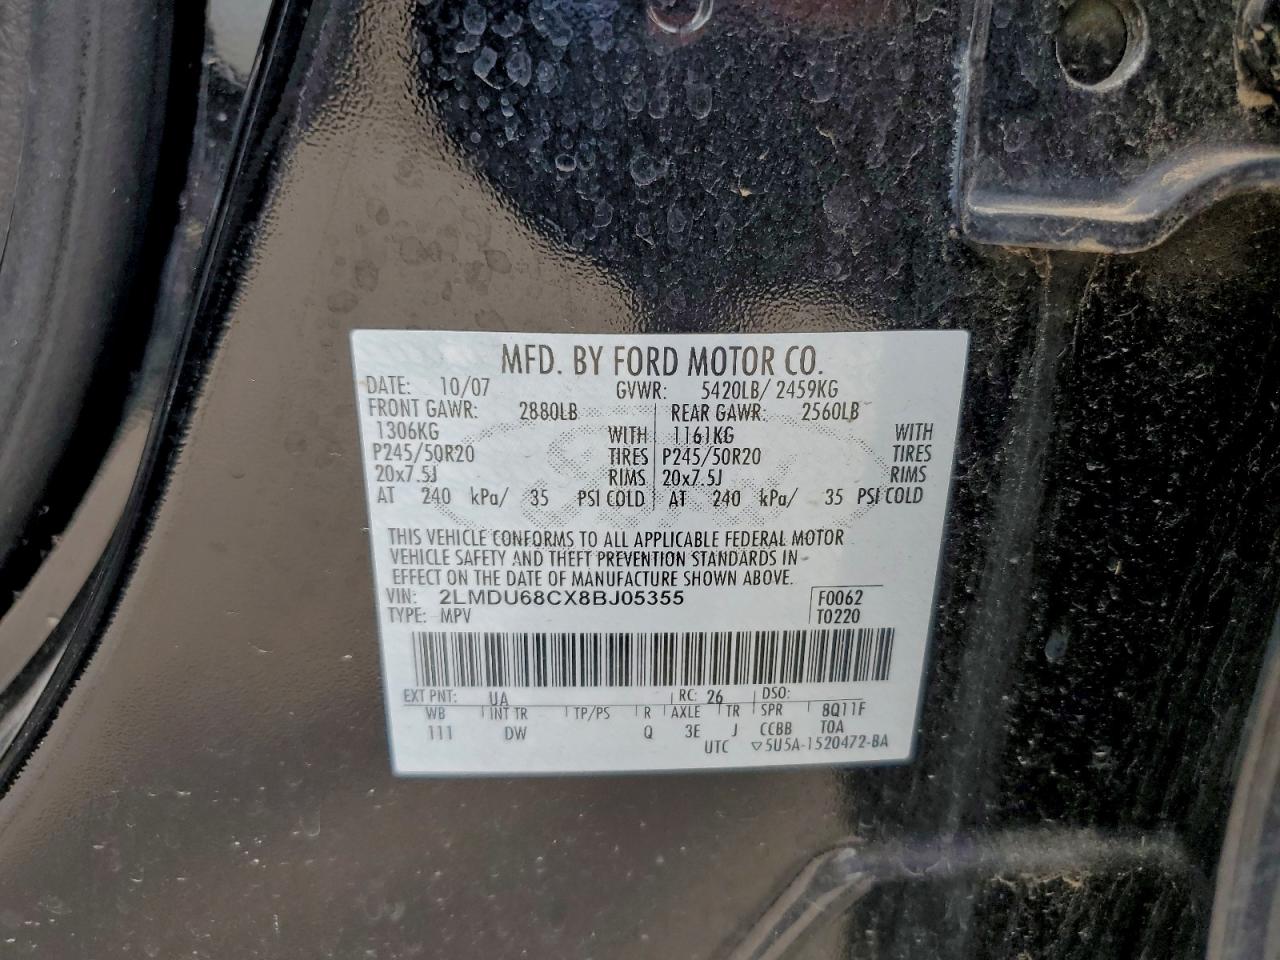 MFD. BY FORD MOTOR CO.
DATE: 10/07 GVWR: 5420LB/ 2459KG
FRONT GAWR: 2880LB REAR GAWR: 2560LB
1306KG WITH 1161KG WITH
P245/50R20 TIRES P245/50R20 TIRES
20x7.5J RIMS 20x7.5J RIMS
AT 240 kPa/ 35 PSI COLD AT 240 kPa/ 35 PSI COLD
THIS VEHICLE CONFORMS TO ALL APPLICABLE FEDERAL MOTOR
VEHICLE SAFETY AND THEFT PREVENTION STANDARDS IN
EFFECT ON THE DATE OF MANUFACTURE SHOWN ABOVE.
VIN: 2LMDU68CX8BJ05355 F0062
TYPE: MPV T0220
EXT PNT: UA RC: 26 DSO:
WB INT TR TP/PS R AXLE TR SPR 8Q11F
111 DW Q 3E J CCBB TOA
UTC ▽5U5A-1520472-BA